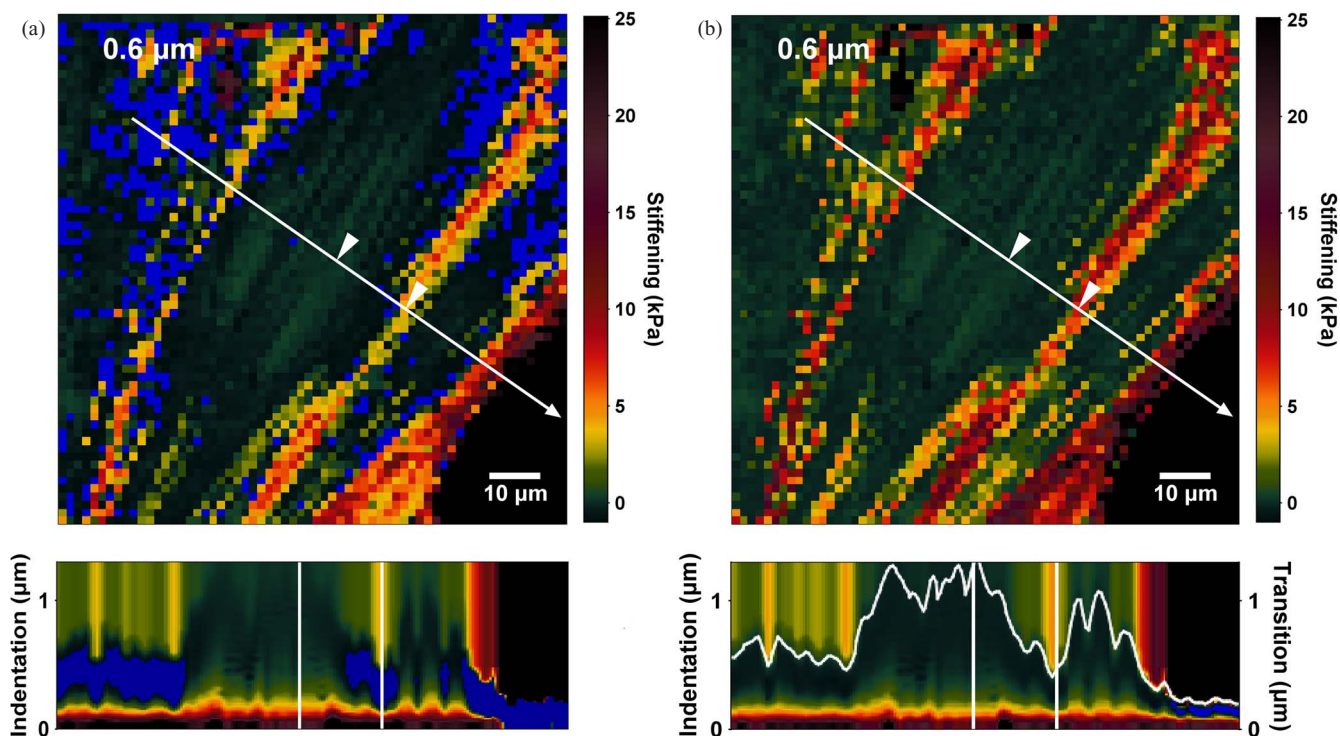 (a)
0.6 µm
10 µm
25
20
15
10
5
0
Stiffening (kPa)
Indentation (µm)
1
0
(b)
0.6 µm
10 µm
25
20
15
10
5
0
Stiffening (kPa)
Indentation (µm)
1
0
1
0
Transition (µm)